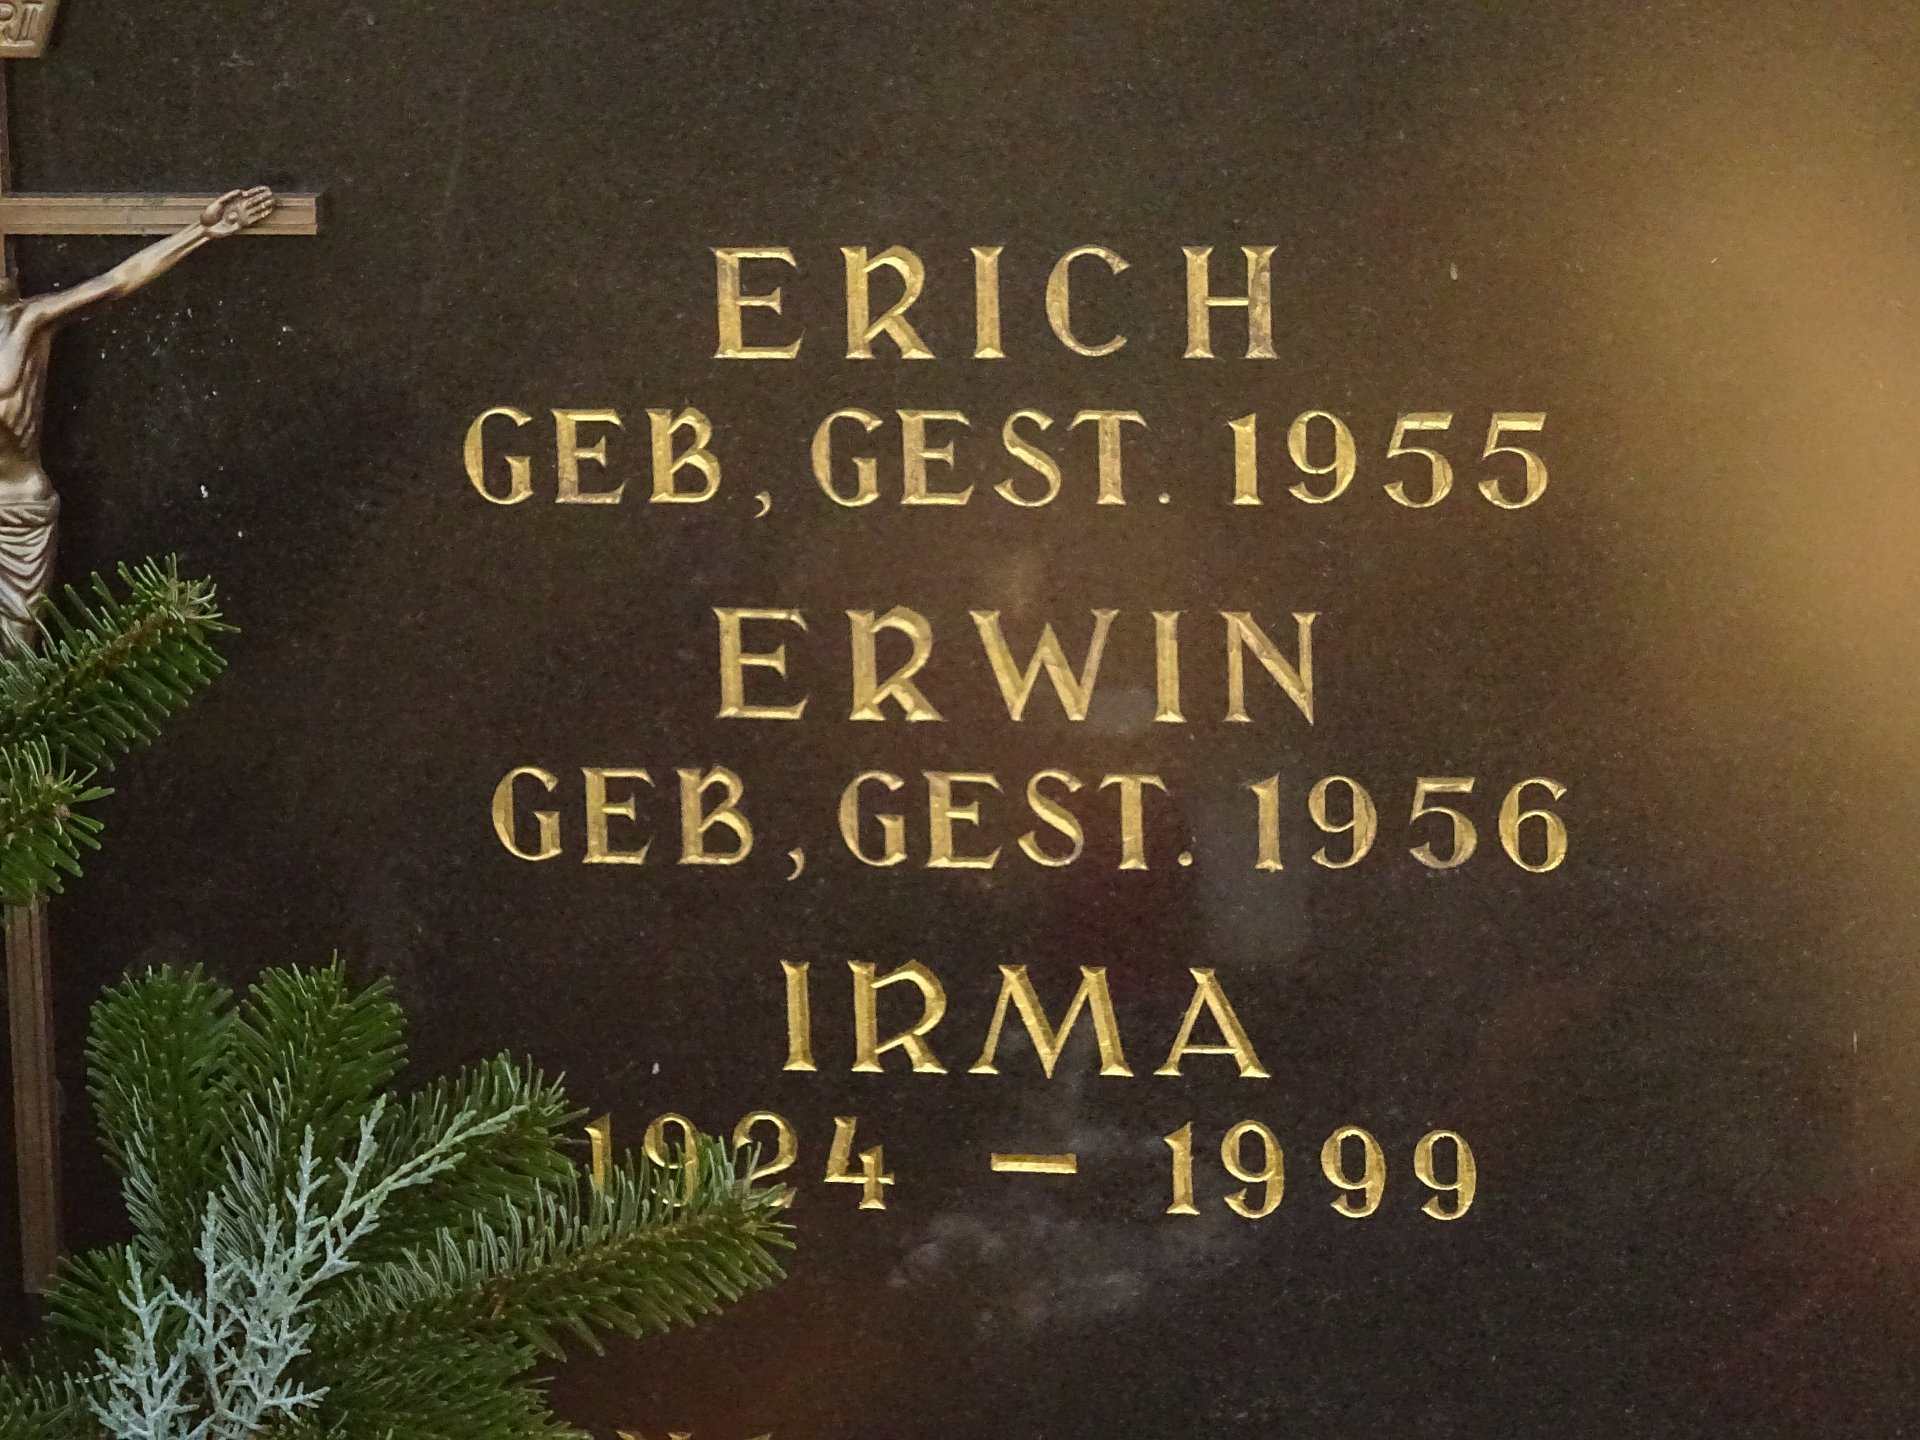 ERICH
GEB, GEST. 1955
ERWIN
GEB, GEST. 1956
IRMA
1924 – 1999